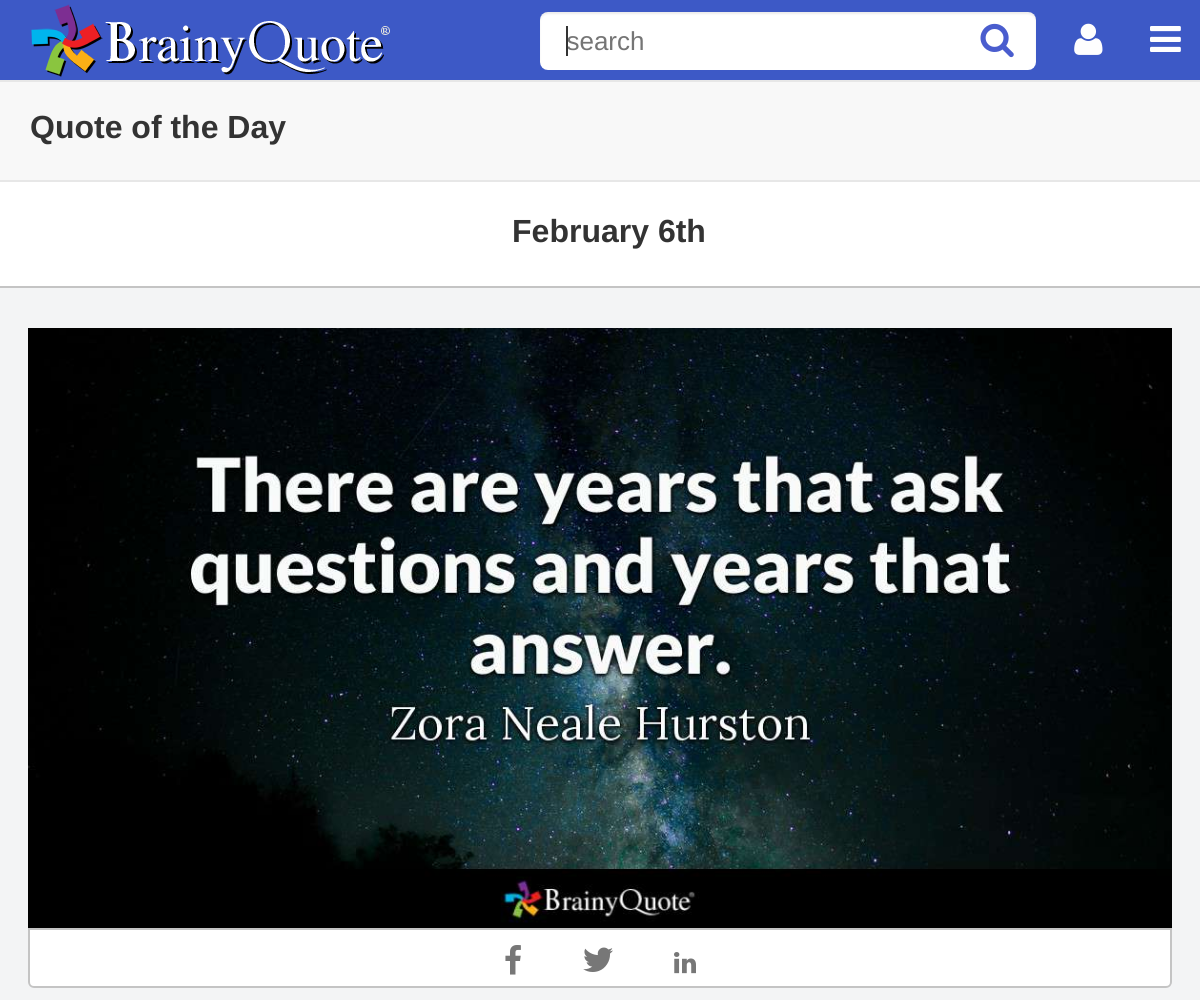 BrainyQuote®
search
Quote of the Day
February 6th
There are years that ask
questions and years that
answer.
Zora Neale Hurston
BrainyQuote®